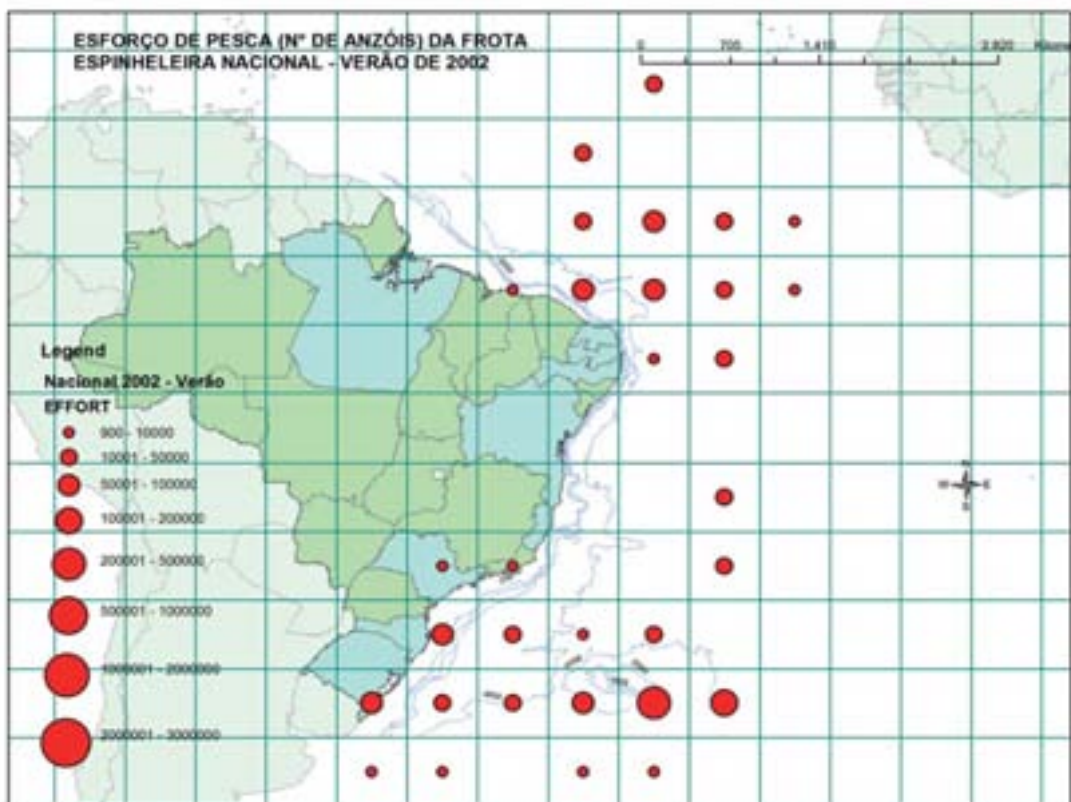 ESFORÇO DE PESCA (N° DE ANZÓIS) DA FROTA
ESPINHELEIRA NACIONAL - VERÃO DE 2002
0 700 1.410 2.820
Legend
Nacional 2002 - Verão
EFFORT
900 - 10000
10001 - 50000
50001 - 100000
100001 - 200000
200001 - 500000
500001 - 1000000
1000001 - 2000000
2000001 - 3000000